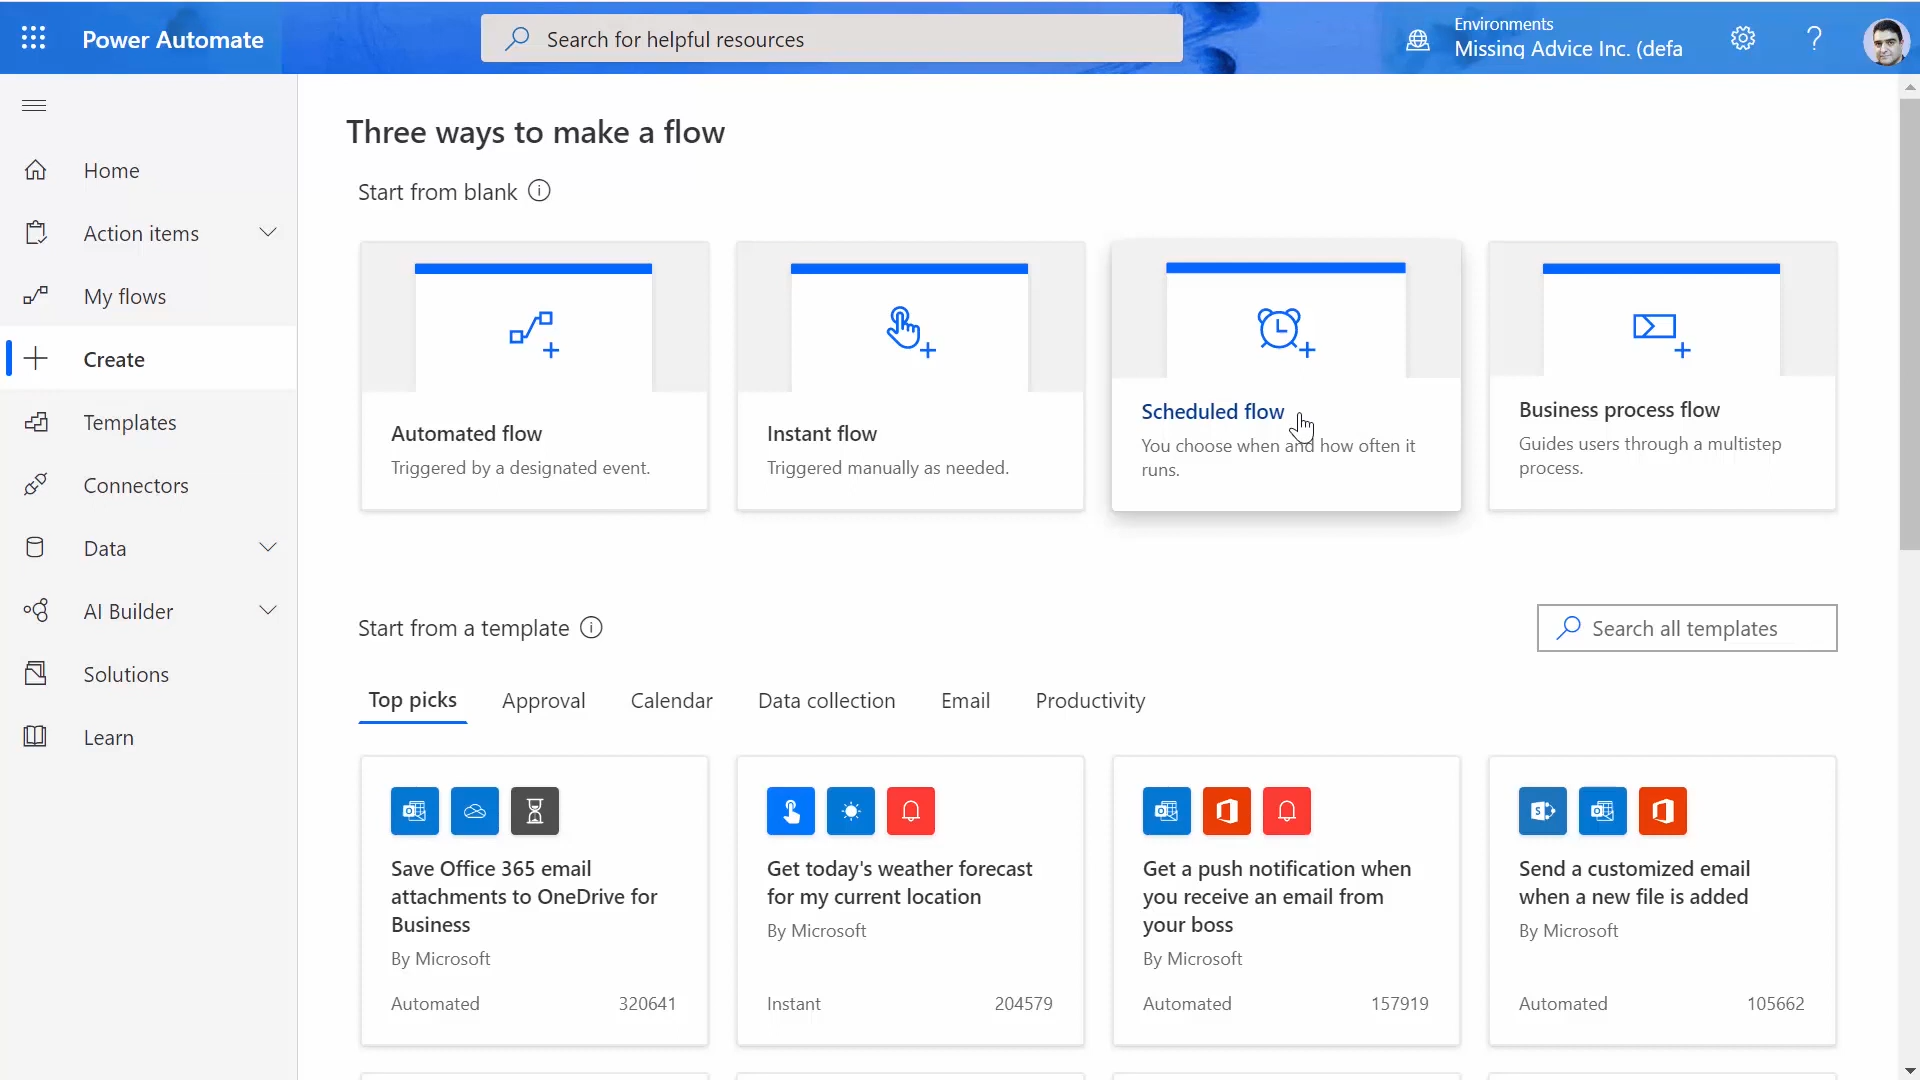 Power Automate
Search for helpful resources
Environments
Missing Advice Inc. (defa
Home
Action items
My flows
Create
Templates
Connectors
Data
AI Builder
Solutions
Learn
Three ways to make a flow
Start from blank
Automated flow
Triggered by a designated event.
Instant flow
Triggered manually as needed.
Scheduled flow
You choose when and how often it
runs.
Business process flow
Guides users through a multistep
process.
Start from a template
Search all templates
Top picks
Approval
Calendar
Data collection
Email
Productivity
Save Office 365 email
attachments to OneDrive for
Business
By Microsoft
Automated 320641
Get today's weather forecast
for my current location
By Microsoft
Instant 204579
Get a push notification when
you receive an email from
your boss
By Microsoft
Automated 157919
Send a customized email
when a new file is added
By Microsoft
Automated 105662